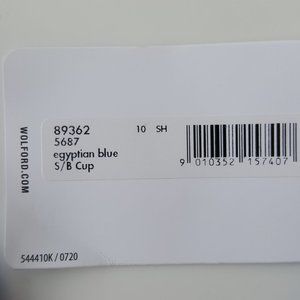 WOLFORD.COM
89362 10 SH
5687
egyptian blue
S/B Cup
9 010352 157407
544410K / 0720